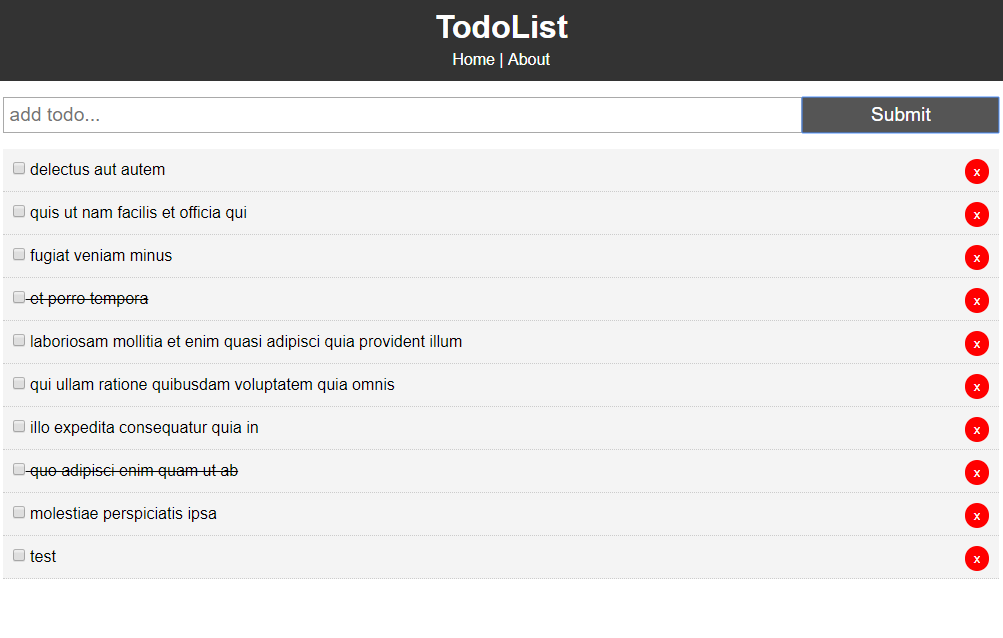 TodoList
Home | About
add todo... Submit
delectus aut autem x
quis ut nam facilis et officia qui x
fugiat veniam minus x
et porro tempora x
laboriosam mollitia et enim quasi adipisci quia provident illum x
qui ullam ratione quibusdam voluptatem quia omnis x
illo expedita consequatur quia in x
quo adipisci enim quam ut ab x
molestiae perspiciatis ipsa x
test x